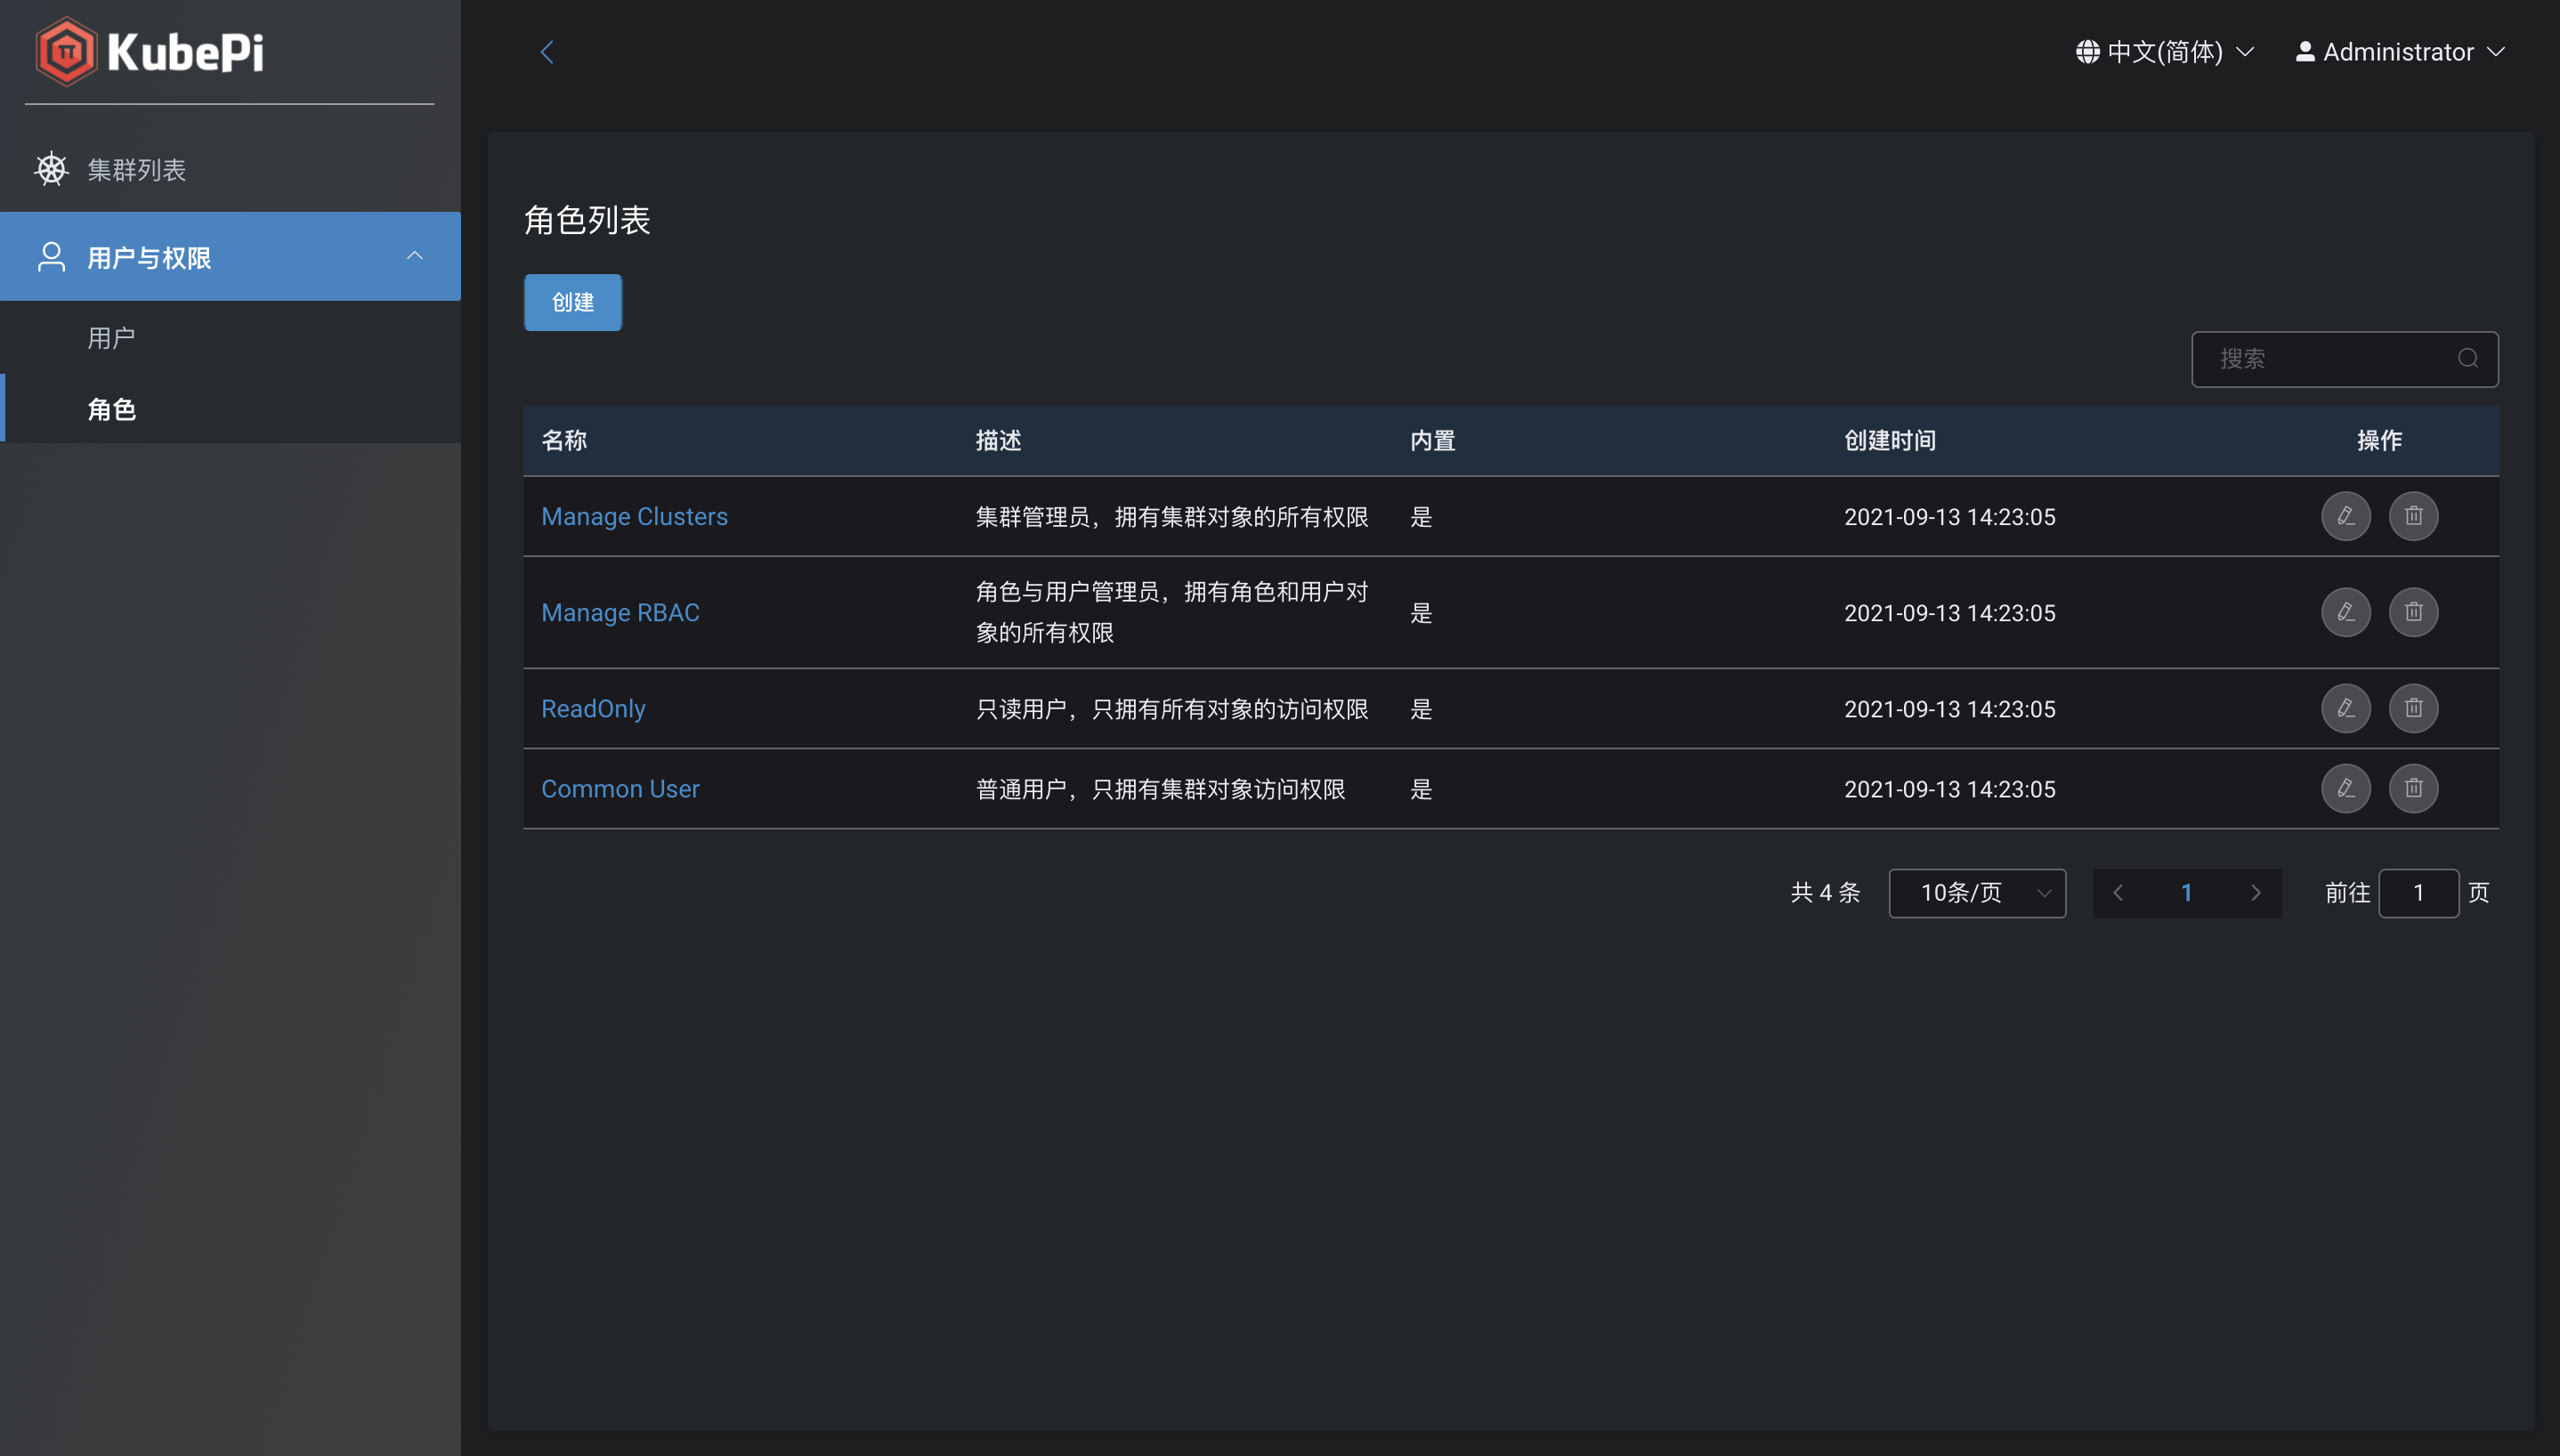 KubePi
中文(简体)
Administrator
集群列表
用户与权限
用户
角色
角色列表
创建
搜索
名称 描述 内置 创建时间 操作
Manage Clusters 集群管理员，拥有集群对象的所有权限 是 2021-09-13 14:23:05
Manage RBAC 角色与用户管理员，拥有角色和用户对
象的所有权限 是 2021-09-13 14:23:05
ReadOnly 只读用户，只拥有所有对象的访问权限 是 2021-09-13 14:23:05
Common User 普通用户，只拥有集群对象访问权限 是 2021-09-13 14:23:05
共 4 条 10条/页 1 前往 1 页